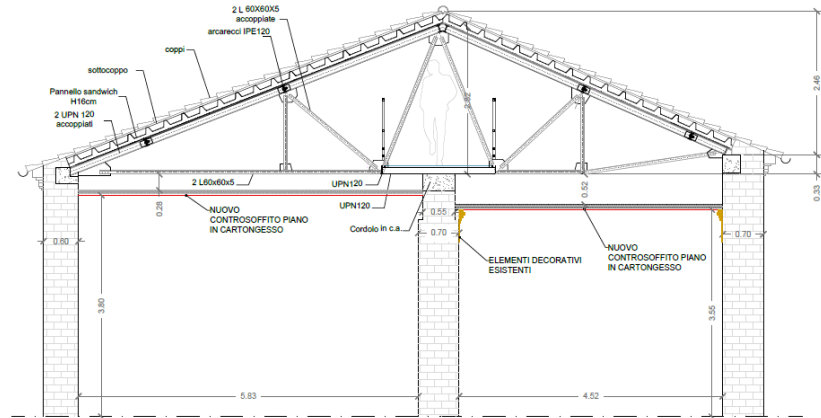 2 L 60X60X5
accoppiate
arcarecci IPE120
coppi
sottocoppo
Pannello sandwich
H16cm
2 UPN 120
accoppiati
2.82
2.46
2 L60x60x5
UPN120
UPN120
0.28
0.52
0.33
NUOVO
CONTROSOFFITO PIANO
IN CARTONGESSO
Cordolo in c.a.
0.55
0.60
0.70
0.70
ELEMENTI DECORATIVI
ESISTENTI
NUOVO
CONTROSOFFITO PIANO
IN CARTONGESSO
3.80
3.55
5.83
4.52